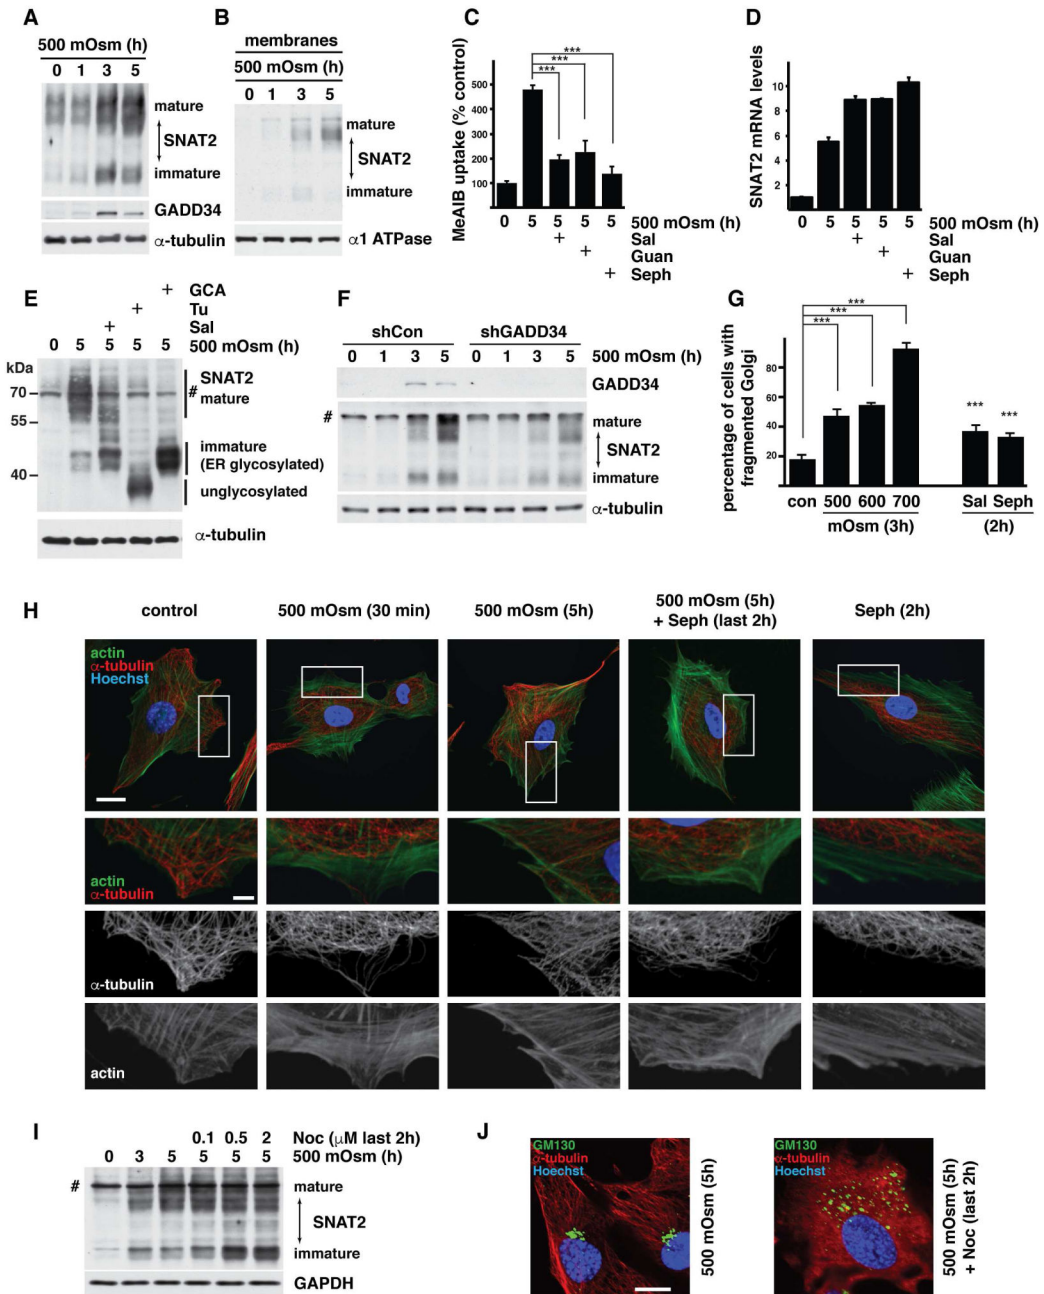 A
500 mOsm (h)
0 1 3 5
mature
SNAT2
immature
GADD34
α-tubulin
B
membranes
500 mOsm (h)
0 1 3 5
mature
SNAT2
immature
α1 ATPase
C
MeAIB uptake (% control)
500
400
300
200
100
***
***
***
0 5 5 5 5 500 mOsm (h)
+ Sal
+ Guan
+ Seph
D
SNAT2 mRNA levels
10
8
6
4
2
0 5 5 5 5 500 mOsm (h)
+ Sal
+ Guan
+ Seph
E
+ GCA
+ Tu
+ Sal
0 5 5 5 5 500 mOsm (h)
kDa
70
#
55
40
SNAT2
mature
immature
(ER glycosylated)
unglycosylated
α-tubulin
F
shCon shGADD34
0 1 3 5 0 1 3 5 500 mOsm (h)
GADD34
#
mature
SNAT2
immature
α-tubulin
G
percentage of cells with
fragmented Golgi
80
60
40
20
***
***
***
*** ***
con 500 600 700 Sal Seph
mOsm (3h) (2h)
H
control
500 mOsm (30 min)
500 mOsm (5h)
500 mOsm (5h)
+ Seph (last 2h)
Seph (2h)
actin
α-tubulin
Hoechst
actin
α-tubulin
α-tubulin
actin
I
0.1 0.5 2 Noc (μM last 2h)
0 3 5 5 5 5 500 mOsm (h)
#
mature
SNAT2
immature
GAPDH
J
GM130
α-tubulin
Hoechst
500 mOsm (5h)
GM130
α-tubulin
Hoechst
500 mOsm (5h)
+ Noc (last 2h)